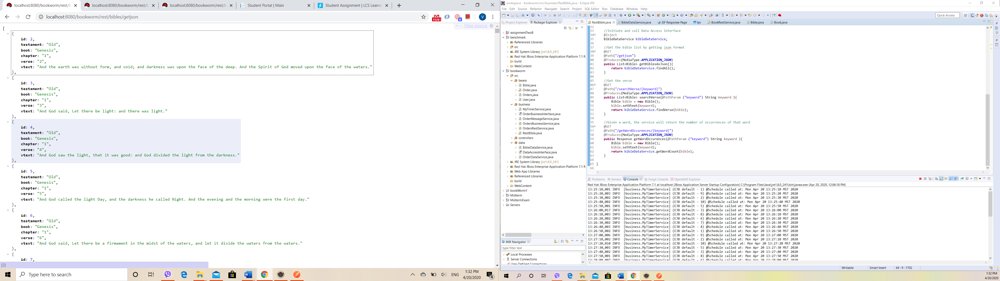 localhost:8080/bookworm/rest/b
localhost:8080/bookworm/rest/b
localhost:8080/bookworm/rest/b
Student Portal | Main
Student Assignment | LCS Learni
localhost:8080/bookworm/rest/bibles/getjson
15261
4
V
+ - View source
[
- {
id: 2,
testament: "Old",
book: "Genesis",
chapter: "1",
verse: "2",
vtext: "And the earth was without form, and void; and darkness was upon the face of the deep. And the Spirit of God moved upon the face of the waters."
},
- {
id: 3,
testament: "Old",
book: "Genesis",
chapter: "1",
verse: "3",
vtext: "And God said, Let there be light: and there was light."
},
- {
id: 4,
testament: "Old",
book: "Genesis",
chapter: "1",
verse: "4",
vtext: "And God saw the light, that it was good: and God divided the light from the darkness."
},
- {
id: 5,
testament: "Old",
book: "Genesis",
chapter: "1",
verse: "5",
vtext: "And God called the light Day, and the darkness he called Night. And the evening and the morning were the first day."
},
- {
id: 6,
testament: "Old",
book: "Genesis",
chapter: "1",
verse: "6",
vtext: "And God said, Let there be a firmament in the midst of the waters, and let it divide the waters from the waters."
},
- {
id: 7,
[2]
Type here to search
ENG
1:32 PM
4/20/2020
4
workspace - bookworm/src/business/RestBible.java - Eclipse IDE
File Edit Source Refactor Navigate Search Project SQL Editor Run Database Window Help
Quick Access
Project Explorer
Package Explorer
assignmentTwoB
benchmark
Referenced Libraries
src
JRE System Library [jre1.8.0_241]
Red Hat JBoss Enterprise Application Platform 7.1 R
build
WebContent
bookworm
src
beans
Bible.java
Order.java
Orders.java
User.java
business
MyTimerService.java
OrderBusinessInterface.java
OrderMessageService.java
OrdersBusinessService.java
OrdersRestService.java
RestBible.java
controllers
data
BibleDataService.java
DataAccessInterface.java
OrderDataService.java
JRE System Library [jre1.8.0_241]
Red Hat JBoss Enterprise Application Platform 7.1 R
Web App Libraries
Referenced Libraries
build
WebContent
bookWorm1
Midterm
MidtermExam
Servers
JMX Navigator
type filter text
Local Processes
Server Connections
User-Defined Connections
RestBible.java
BibleDataService.java
JSF Response Page
kjv
BookRestService.java
Bible.java
Book.java
32
33 //Initiate and call Data Access Interface
34 @Inject
35 BibleDataService bibleDataService;
36
37 //Get the bible list by getting json format
38 @GET
39 @Path("/getjson")
40 @Produces(MediaType.APPLICATION_JSON)
41 public List<Bible> getBiblesAsJson(){
42 return bibleDataService.findAll();
43 }
44
45 //Get the verse
46 @GET
47 @Path("/searchVerse/{keyword}")
48 @Produces(MediaType.APPLICATION_JSON)
49 public List<Bible> searchVerse(@PathParam ("keyword") String keyword ){
50 Bible bible = new Bible();
51 bible.setVtext(keyword);
52 return bibleDataService.findVerse(bible);
53 }
54
55 //Given a word, the service will return the number of occurrences of that word
56 @GET
57 @Path("/getWordOccurences/{keyword}")
58 @Produces(MediaType.APPLICATION_JSON)
59 public Response getWordOccurences(@PathParam ("keyword") String keyword ){
60 Bible bible = new Bible();
61 bible.setVtext(keyword);
62 return bibleDataService.getWordCount(bible);
63 }
64
65 }
66
Problems
Servers
Console
Forge Console
OpenShift Explorer
Red Hat JBoss Enterprise Application Platform 7.1 at localhost [JBoss Application Server Startup Configuration] C:\Program Files\Java\jre1.8.0_241\bin\javaw.exe (Apr 20, 2020, 12:06:18 PM)
13:25:10,001 INFO [business.MyTimerService] (EJB default - 1) @Schedule called at: Mon Apr 20 13:25:10 MST 2020
13:25:20,003 INFO [business.MyTimerService] (EJB default - 9) @Schedule called at: Mon Apr 20 13:25:20 MST 2020
13:25:30,002 INFO [business.MyTimerService] (EJB default - 2) @Schedule called at: Mon Apr 20 13:25:30 MST 2020
13:25:40,002 INFO [business.MyTimerService] (EJB default - 10) @Schedule called at: Mon Apr 20 13:25:40 MST 2020
13:25:50,001 INFO [business.MyTimerService] (EJB default - 5) @Schedule called at: Mon Apr 20 13:25:50 MST 2020
13:26:00,017 INFO [business.MyTimerService] (EJB default - 3) @Schedule called at: Mon Apr 20 13:26:00 MST 2020
13:26:10,003 INFO [business.MyTimerService] (EJB default - 8) @Schedule called at: Mon Apr 20 13:26:10 MST 2020
13:26:20,002 INFO [business.MyTimerService] (EJB default - 6) @Schedule called at: Mon Apr 20 13:26:20 MST 2020
13:26:30,002 INFO [business.MyTimerService] (EJB default - 7) @Schedule called at: Mon Apr 20 13:26:30 MST 2020
13:26:40,003 INFO [business.MyTimerService] (EJB default - 4) @Schedule called at: Mon Apr 20 13:26:40 MST 2020
13:26:50,002 INFO [business.MyTimerService] (EJB default - 1) @Schedule called at: Mon Apr 20 13:26:50 MST 2020
13:27:00,006 INFO [business.MyTimerService] (EJB default - 9) @Schedule called at: Mon Apr 20 13:27:00 MST 2020
13:27:10,002 INFO [business.MyTimerService] (EJB default - 2) @Schedule called at: Mon Apr 20 13:27:10 MST 2020
13:27:20,010 INFO [business.MyTimerService] (EJB default - 10) @Schedule called at: Mon Apr 20 13:27:20 MST 2020
13:27:30,003 INFO [business.MyTimerService] (EJB default - 5) @Schedule called at: Mon Apr 20 13:27:30 MST 2020
13:27:40,002 INFO [business.MyTimerService] (EJB default - 3) @Schedule called at: Mon Apr 20 13:27:40 MST 2020
13:27:50,001 INFO [business.MyTimerService] (EJB default - 8) @Schedule called at: Mon Apr 20 13:27:50 MST 2020
13:28:00,007 INFO [business.MyTimerService] (EJB default - 6) @Schedule called at: Mon Apr 20 13:28:00 MST 2020
Writable
Smart Insert
64 : 9 : 1702
1:32 PM
4/20/2020